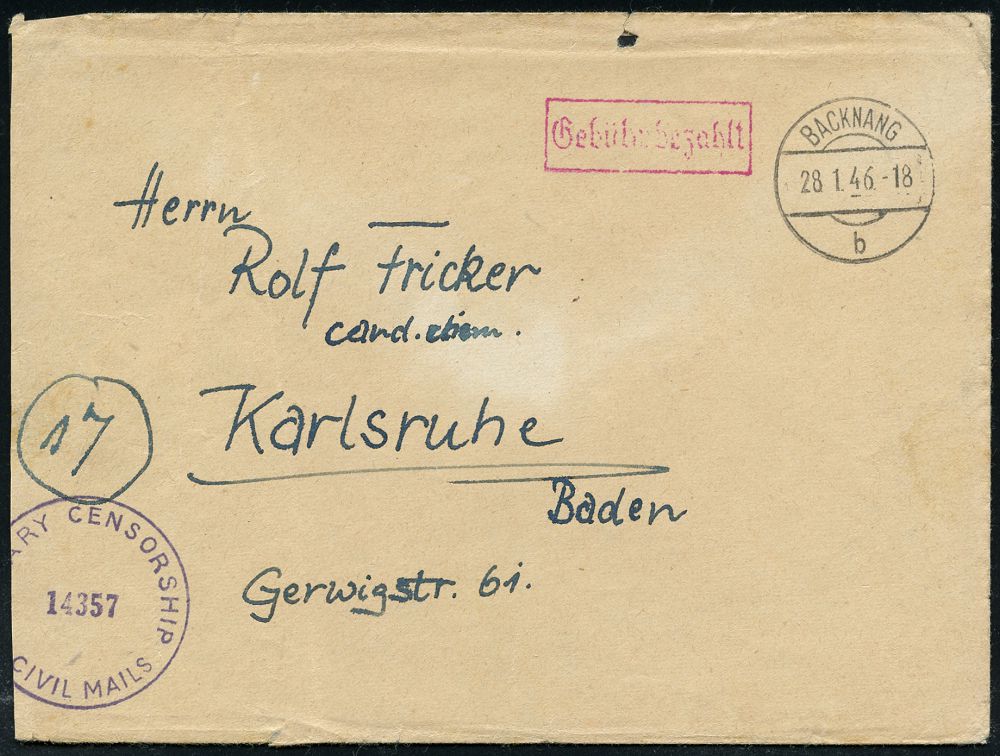 Gebühr bezahlt
BACKNANG
28 1.46.-18
b
Herrn
Rolf Fricker
cand. chem.
17
Karlsruhe
Baden
Gerwigstr. 61.
ARY CENSORSHIP
14357
CIVIL MAILS